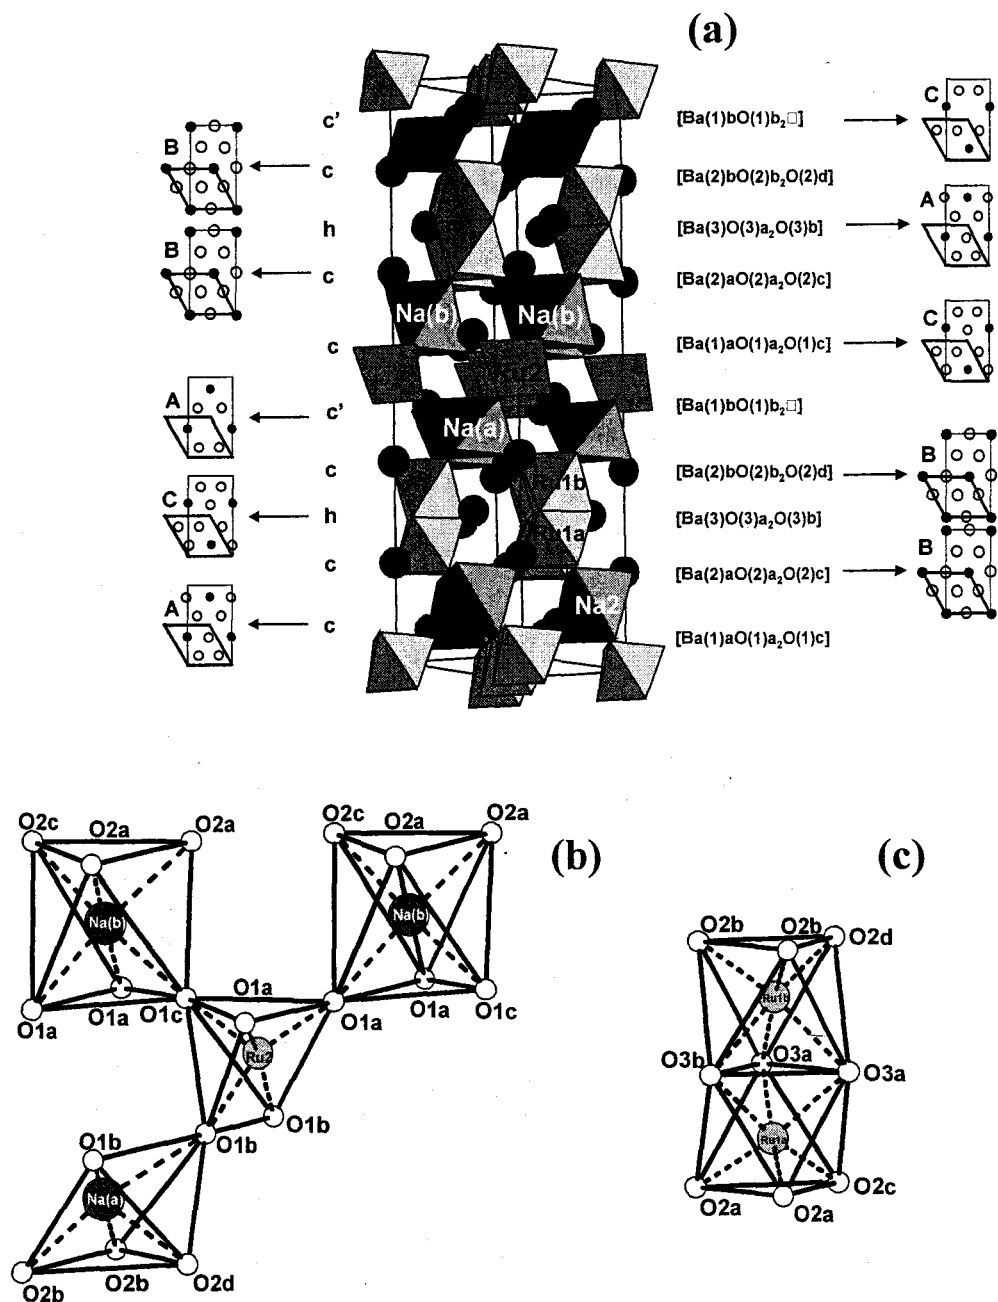 (a)
c'
[Ba(1)bO(1)b₂□]
C
B
c
[Ba(2)bO(2)b₂O(2)d]
A
h
[Ba(3)O(3)a₂O(3)b]
B
c
[Ba(2)aO(2)a₂O(2)c]
Na(b)
Na(b)
C
c
[Ba(1)aO(1)a₂O(1)c]
Ru2
A
c'
[Ba(1)bO(1)b₂□]
Na(a)
B
c
[Ba(2)bO(2)b₂O(2)d]
C
Ru1b
h
[Ba(3)O(3)a₂O(3)b]
Ru1a
B
c
[Ba(2)aO(2)a₂O(2)c]
A
Na2
c
[Ba(1)aO(1)a₂O(1)c]
O2c
O2a
O2a
O2c
O2a
O2a
(b)
(c)
Na(b)
Na(b)
O1a
O1a
O1c
O1a
O1a
O1a
O1c
Ru2
O1b
O1b
O1b
Na(a)
O2b
O2b
O2d
O2b
O2b
O2d
Ru1b
O3b
O3a
O3a
Ru1a
O2a
O2a
O2c